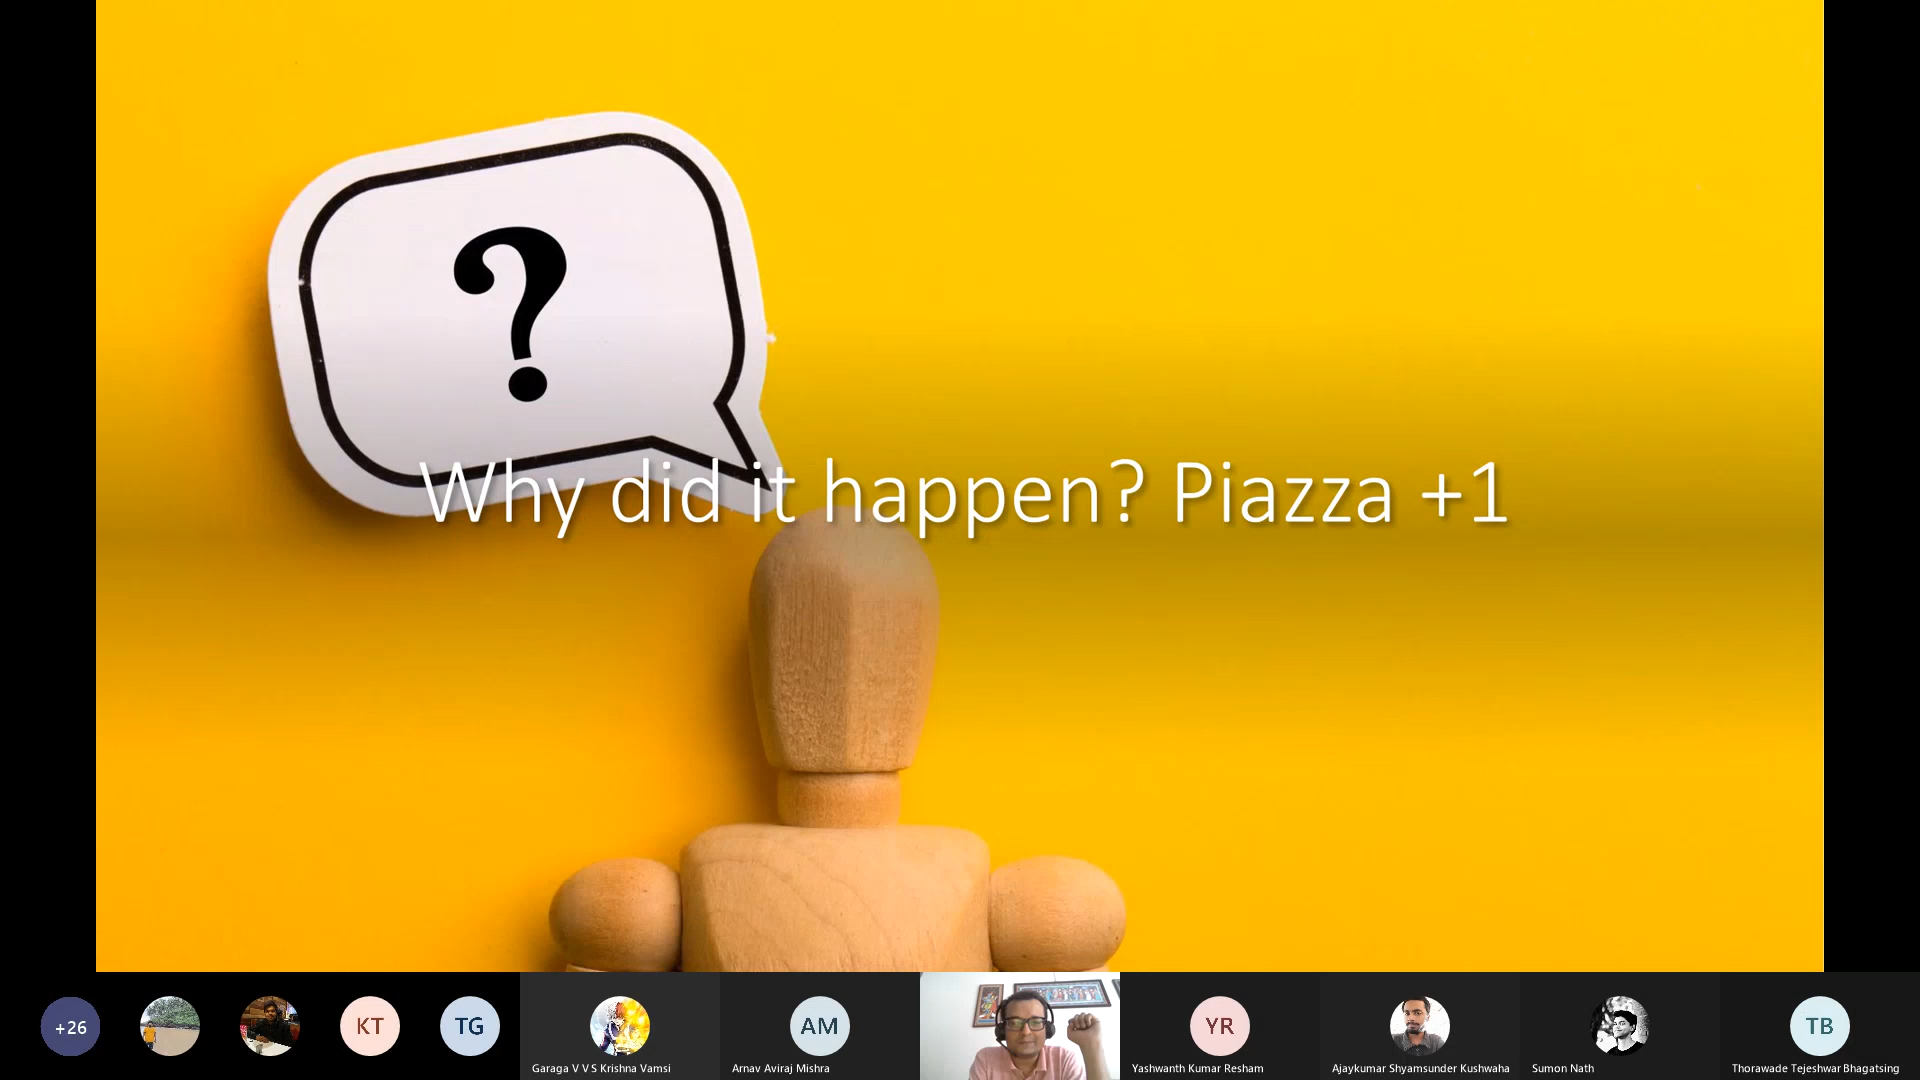 ?
Why did it happen? Piazza +1
+26
KT
TG
AM
YR
TB
Garaga V V S Krishna Vamsi
Arnav Aviraj Mishra
Yashwanth Kumar Resham
Ajaykumar Shyamsunder Kushwaha
Sumon Nath
Thorawade Tejeshwar Bhagatsing